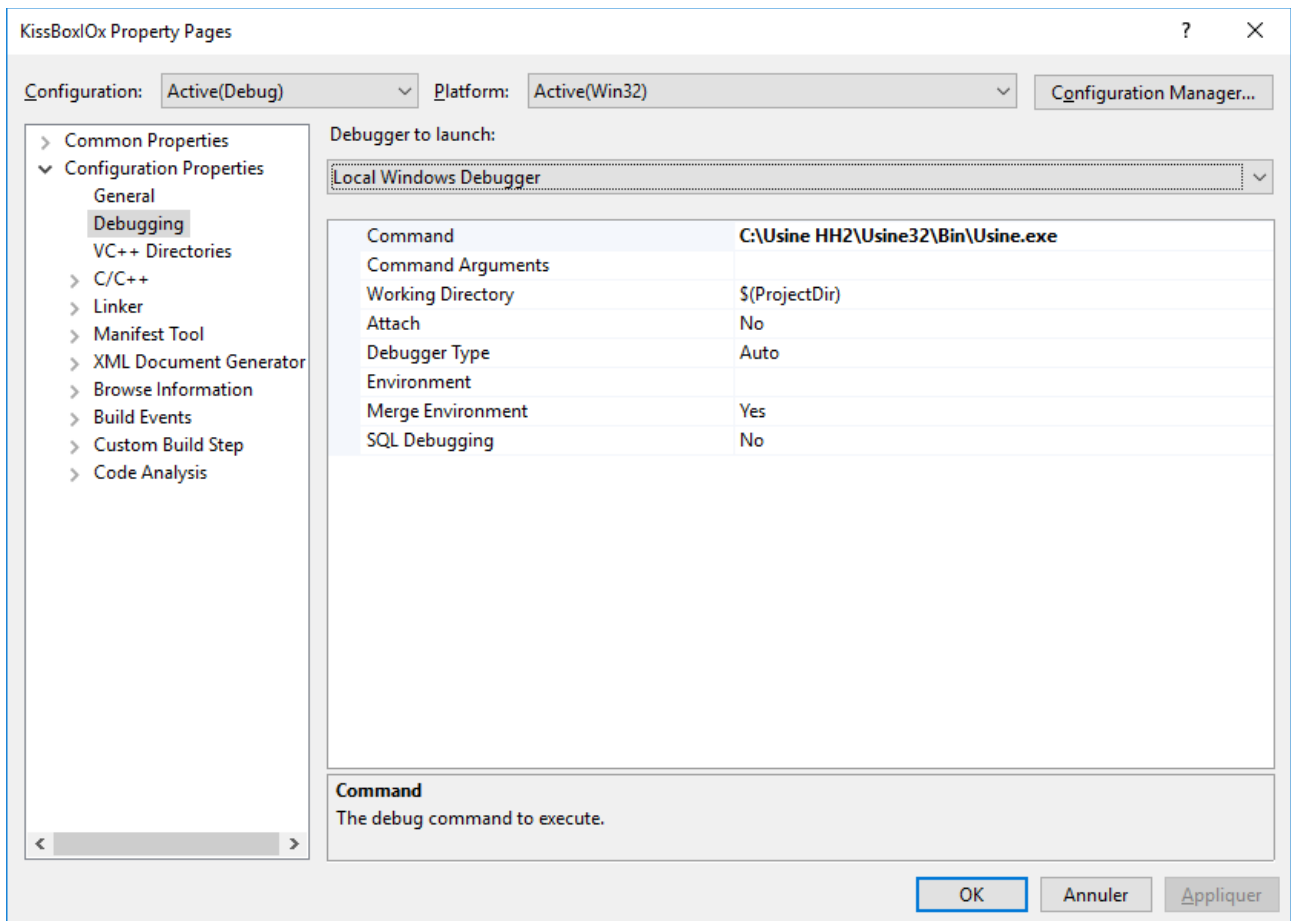 KissBoxIOx Property Pages
?
Configuration: Active(Debug) Platform: Active(Win32) Configuration Manager...
Common Properties
Configuration Properties
General
Debugging
VC++ Directories
C/C++
Linker
Manifest Tool
XML Document Generator
Browse Information
Build Events
Custom Build Step
Code Analysis
Debugger to launch:
Local Windows Debugger
Command C:\Usine HH2\Usine32\Bin\Usine.exe
Command Arguments
Working Directory $(ProjectDir)
Attach No
Debugger Type Auto
Environment
Merge Environment Yes
SQL Debugging No
Command
The debug command to execute.
OK Annuler Appliquer